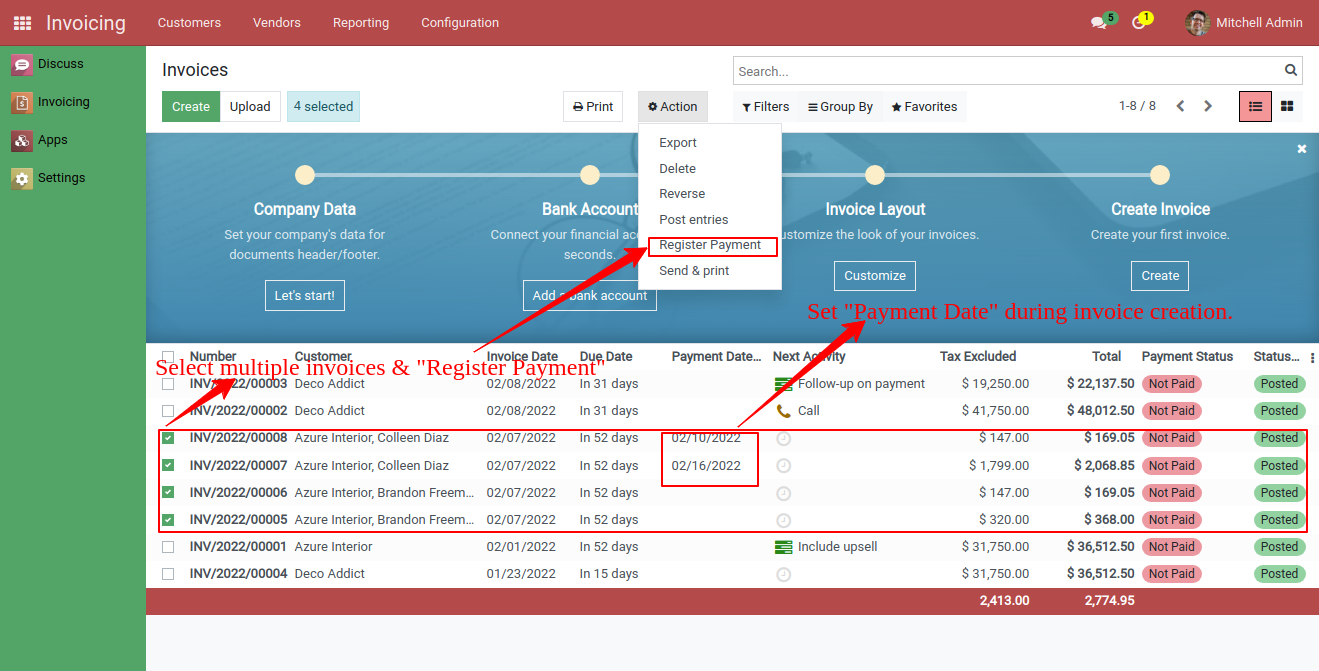 Invoicing Customers Vendors Reporting Configuration 5 1 Mitchell Admin
Discuss
Invoicing
Apps
Settings
Invoices
Search...
Create Upload 4 selected Print Action Filters Group By Favorites 1-8 / 8
Export
Delete
Reverse
Post entries
Register Payment
Send & print
Company Data
Set your company's data for
documents header/footer.
Let's start!
Bank Account
Connect your financial
seconds.
Add a bank account
Invoice Layout
ustomize the look of your invoices.
Customize
Create Invoice
Create your first invoice.
Create
Set "Payment Date" during invoice creation.
Select multiple invoices & "Register Payment"
Number Customer Invoice Date Due Date Payment Date... Next Activity Tax Excluded Total Payment Status Status...
INV/2022/00003 Deco Addict 02/08/2022 In 31 days Follow-up on payment $ 19,250.00 $ 22,137.50 Not Paid Posted
INV/2022/00002 Deco Addict 02/08/2022 In 31 days Call $ 41,750.00 $ 48,012.50 Not Paid Posted
INV/2022/00008 Azure Interior, Colleen Diaz 02/07/2022 In 52 days 02/10/2022 $ 147.00 $ 169.05 Not Paid Posted
INV/2022/00007 Azure Interior, Colleen Diaz 02/07/2022 In 52 days 02/16/2022 $ 1,799.00 $ 2,068.85 Not Paid Posted
INV/2022/00006 Azure Interior, Brandon Freem... 02/07/2022 In 52 days $ 147.00 $ 169.05 Not Paid Posted
INV/2022/00005 Azure Interior, Brandon Freem... 02/07/2022 In 52 days $ 320.00 $ 368.00 Not Paid Posted
INV/2022/00001 Azure Interior 02/01/2022 In 52 days Include upsell $ 31,750.00 $ 36,512.50 Not Paid Posted
INV/2022/00004 Deco Addict 01/23/2022 In 15 days $ 31,750.00 $ 36,512.50 Not Paid Posted
2,413.00 2,774.95